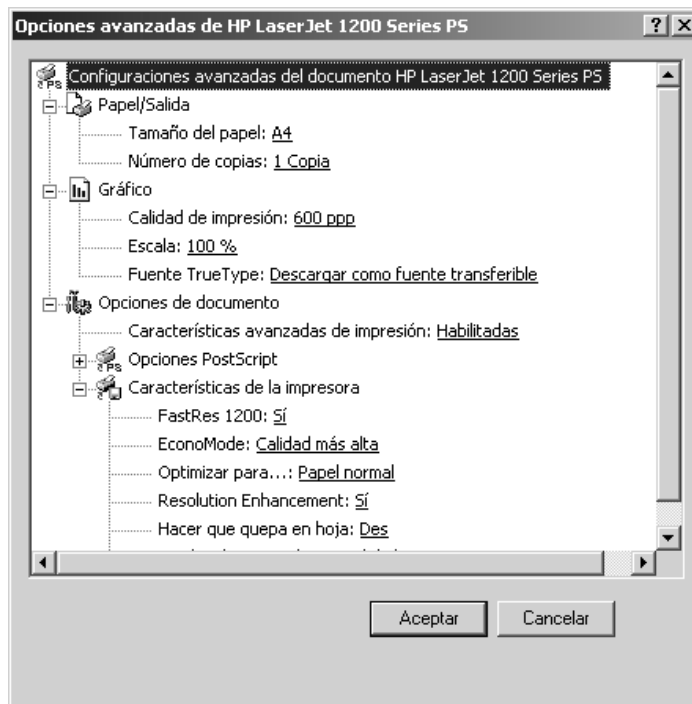 Opciones avanzadas de HP LaserJet 1200 Series PS
Configuraciones avanzadas del documento HP LaserJet 1200 Series PS
Papel/Salida
Tamaño del papel: A4
Número de copias: 1 Copia
Gráfico
Calidad de impresión: 600 ppp
Escala: 100 %
Fuente TrueType: Descargar como fuente transferible
Opciones de documento
Características avanzadas de impresión: Habilitadas
Opciones PostScript
Características de la impresora
FastRes 1200: Sí
EconoMode: Calidad más alta
Optimizar para...: Papel normal
Resolution Enhancement: Sí
Hacer que quepa en hoja: Des
Aceptar Cancelar